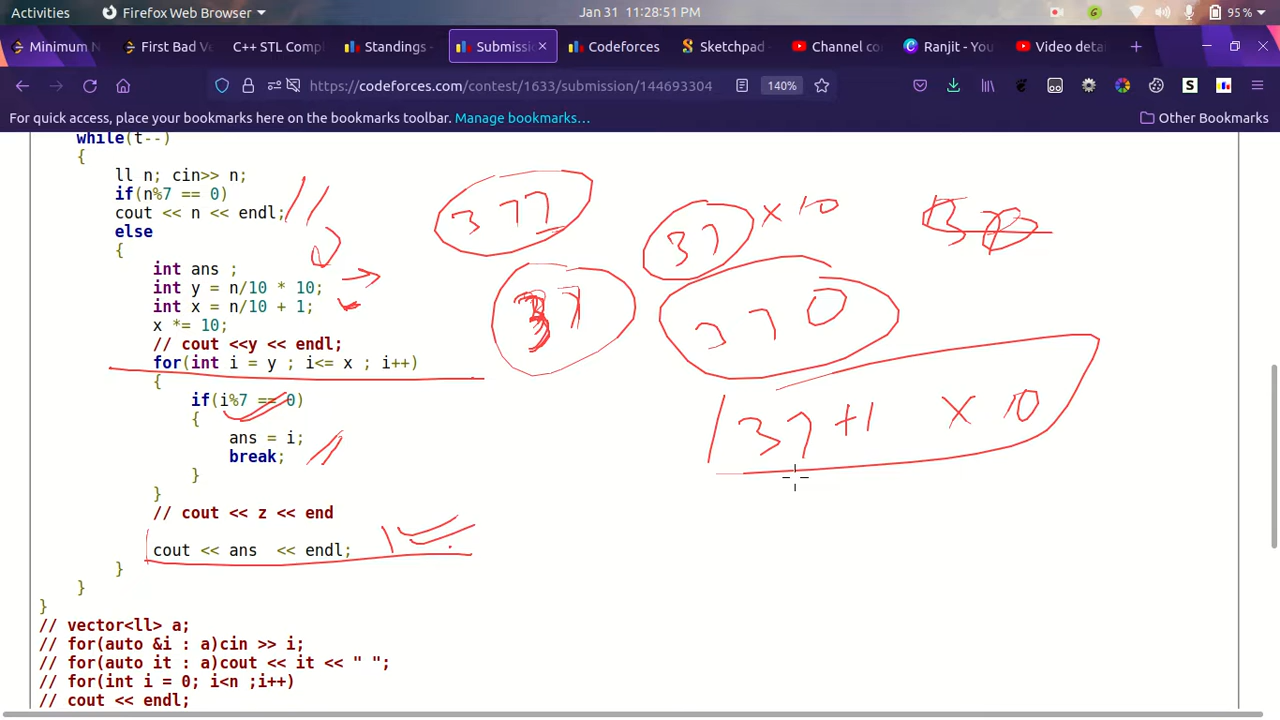 Activities
Firefox Web Browser
Jan 31 11:28:51 PM
95 %
Minimum N
First Bad Ve
C++ STL Compl
Standings -
Submissio
Codeforces
Sketchpad
Channel co
Ranjit - You
Video deta
https://codeforces.com/contest/1633/submission/144693304
140%
For quick access, place your bookmarks here on the bookmarks toolbar. Manage bookmarks...
Other Bookmarks
while(t--)
{
ll n; cin>> n;
if(n%7 == 0)
cout << n << endl;
else
{
int ans ;
int y = n/10 * 10;
int x = n/10 + 1;
x *= 10;
// cout <<y << endl;
for(int i = y ; i<= x ; i++)
{
if(i%7 == 0)
{
ans = i;
break;
}
}
// cout << z << end
cout << ans  << endl;
}
}
}
// vector<ll> a;
// for(auto &i : a)cin >> i;
// for(auto it : a)cout << it << " ";
// for(int i = 0; i<n ;i++)
// cout << endl;
377
37 x 10
37
370
37 +1 x 10